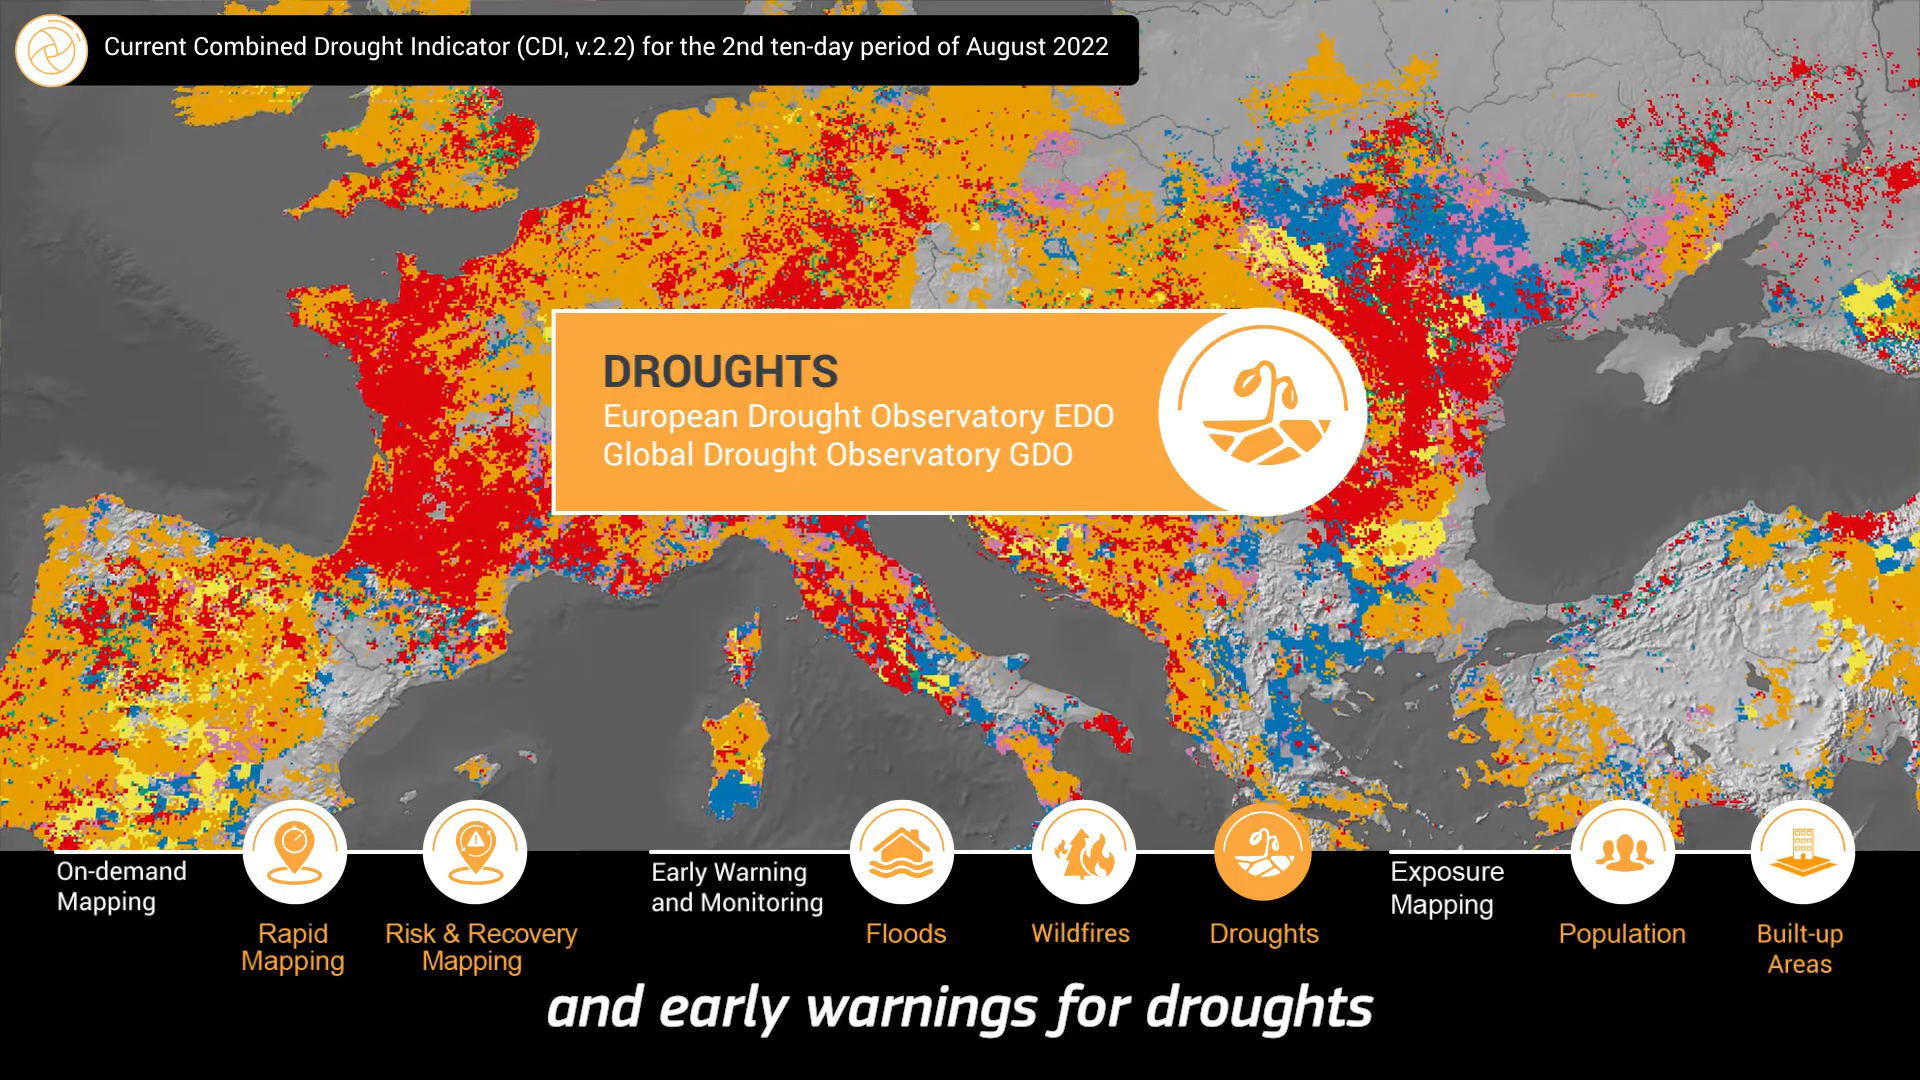 Current Combined Drought Indicator (CDI, v.2.2) for the 2nd ten-day period of August 2022
DROUGHTS
European Drought Observatory EDO
Global Drought Observatory GDO
On-demand
Mapping
Rapid
Mapping
Risk & Recovery
Mapping
Early Warning
and Monitoring
Floods
Wildfires
Droughts
Exposure
Mapping
Population
Built-up
Areas
and early warnings for droughts